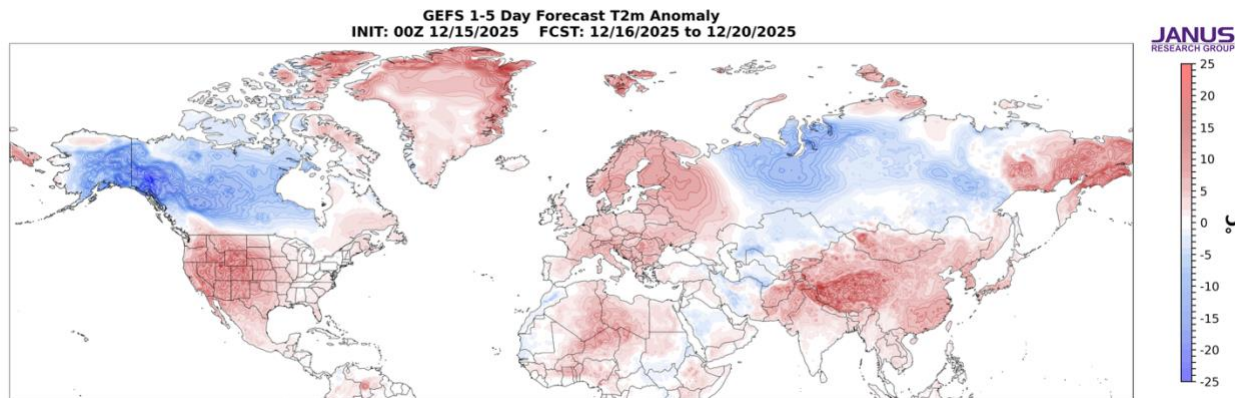 GEFS 1-5 Day Forecast T2m Anomaly
INIT: 00Z 12/15/2025 FCST: 12/16/2025 to 12/20/2025
JANUS
RESEARCH GROUP
25
20
15
10
5
0
-5
-10
-15
-20
-25
°C